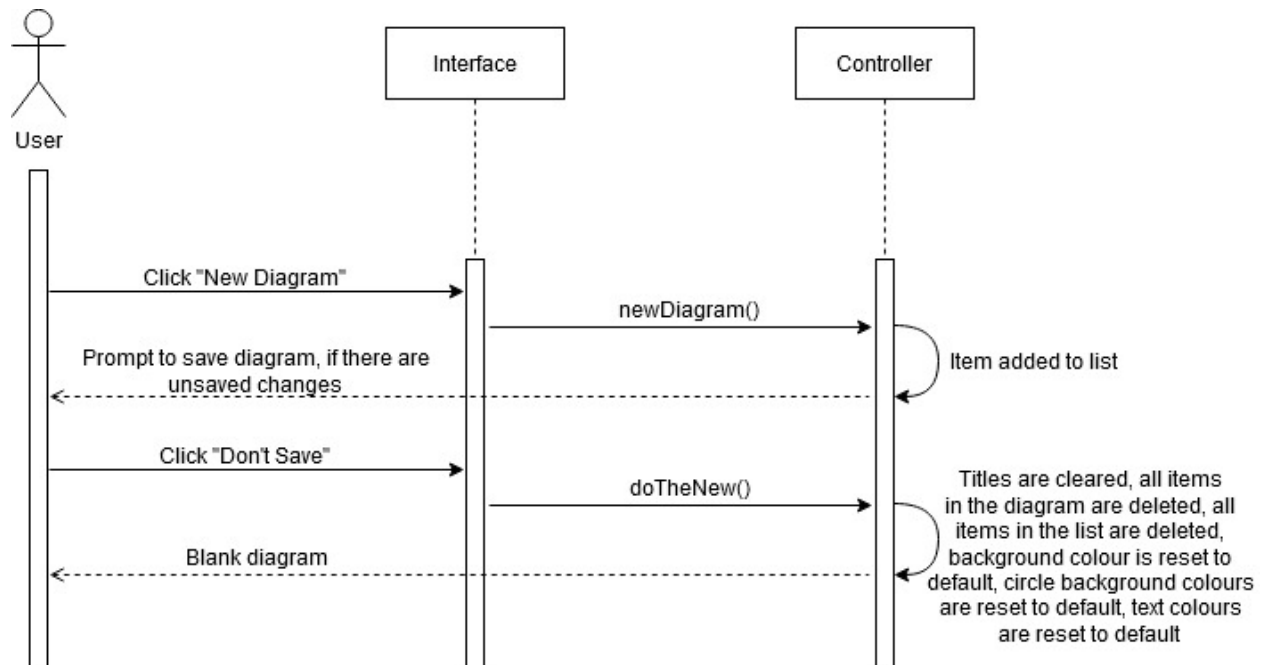 Interface
Controller
User
Click "New Diagram"
newDiagram()
Prompt to save diagram, if there are
unsaved changes
Item added to list
Click "Don't Save"
doTheNew()
Titles are cleared, all items
in the diagram are deleted, all
items in the list are deleted,
background colour is reset to
default, circle background colours
are reset to default, text colours
are reset to default
Blank diagram